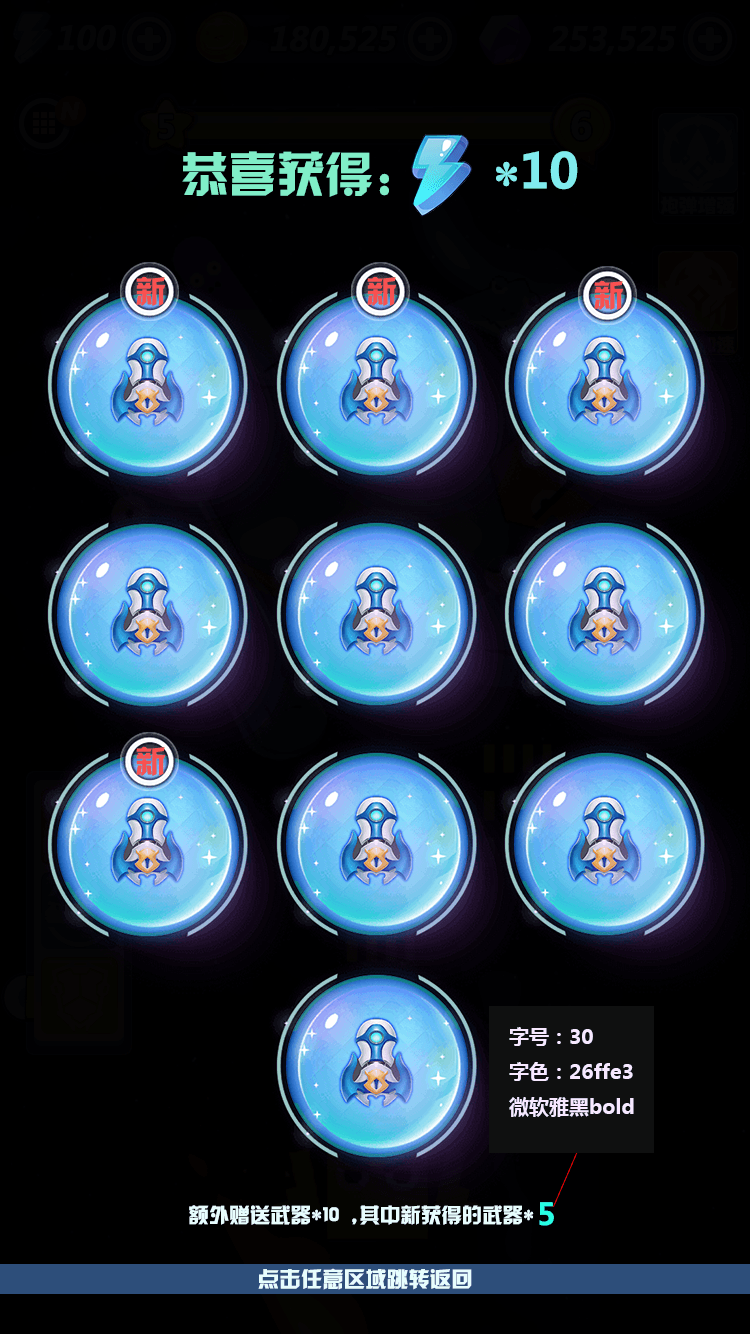 100 180,525 253,525
5 6
恭喜获得： *10
新 新 新
新
字号：30
字色：26ffe3
微软雅黑bold
额外赠送武器*10 ,其中新获得的武器* 5
点击任意区域跳转返回